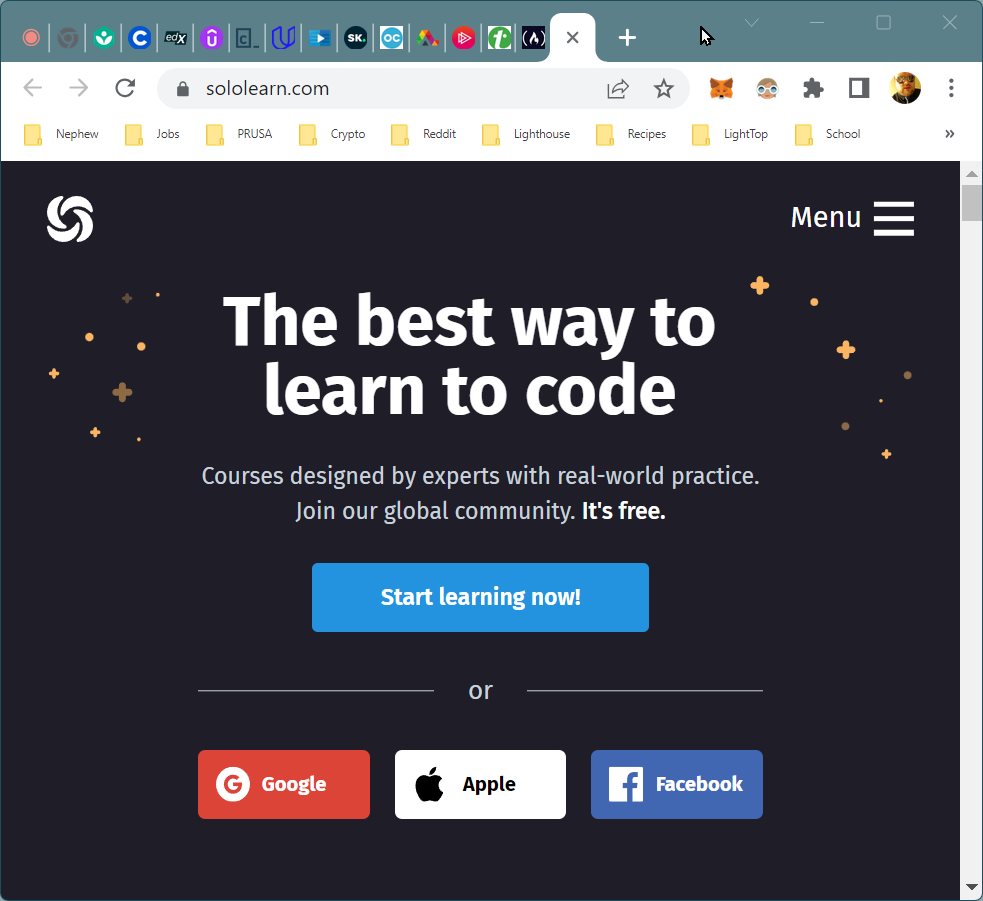 edX
sk.
OC
sololearn.com
Nephew
Jobs
PRUSA
Crypto
Reddit
Lighthouse
Recipes
LightTop
School
»
Menu
The best way to
learn to code
Courses designed by experts with real-world practice.
Join our global community. It's free.
Start learning now!
or
Google
Apple
Facebook